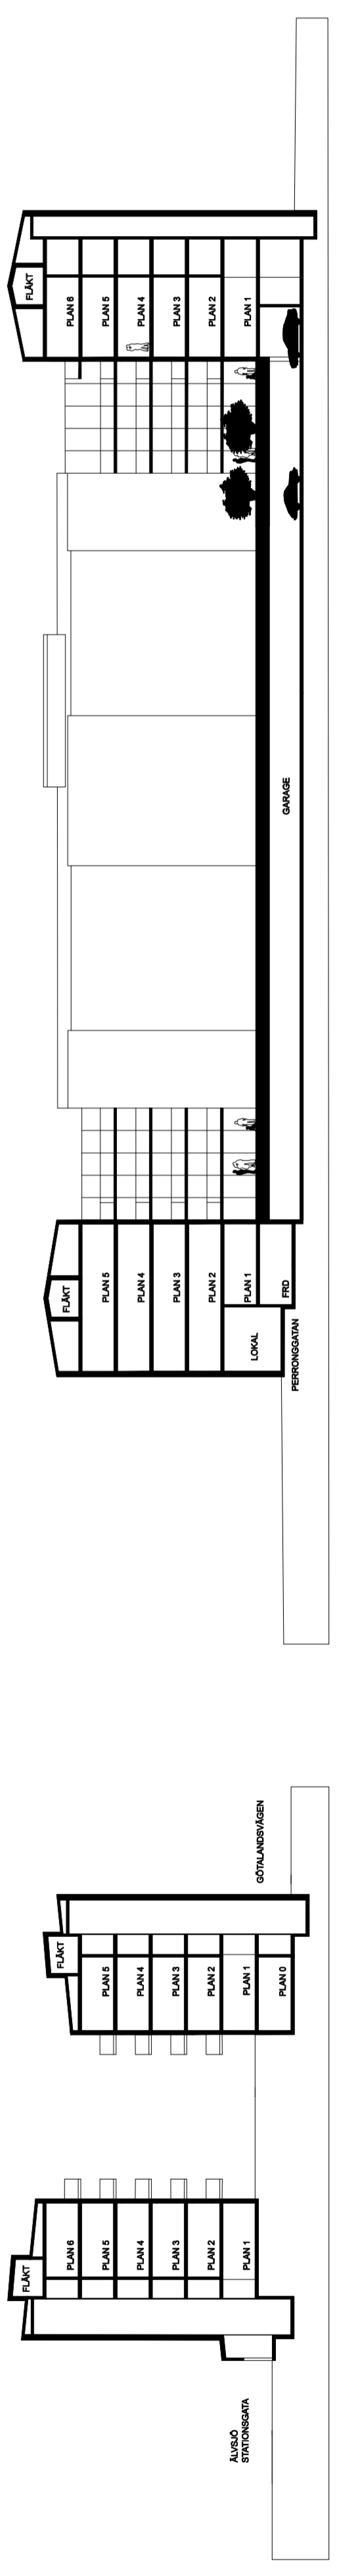 FLÄKT
PLAN 6
PLAN 5
PLAN 4
PLAN 3
PLAN 2
PLAN 1
ÄLVSJÖ
STATIONSGATA
FLÄKT
PLAN 5
PLAN 4
PLAN 3
PLAN 2
PLAN 1
PLAN 0
GÖTALANDSVÄGEN
FLÄKT
PLAN 5
PLAN 4
PLAN 3
PLAN 2
PLAN 1
LOKAL
FRD
PERRONGGATAN
GARAGE
FLÄKT
PLAN 6
PLAN 5
PLAN 4
PLAN 3
PLAN 2
PLAN 1